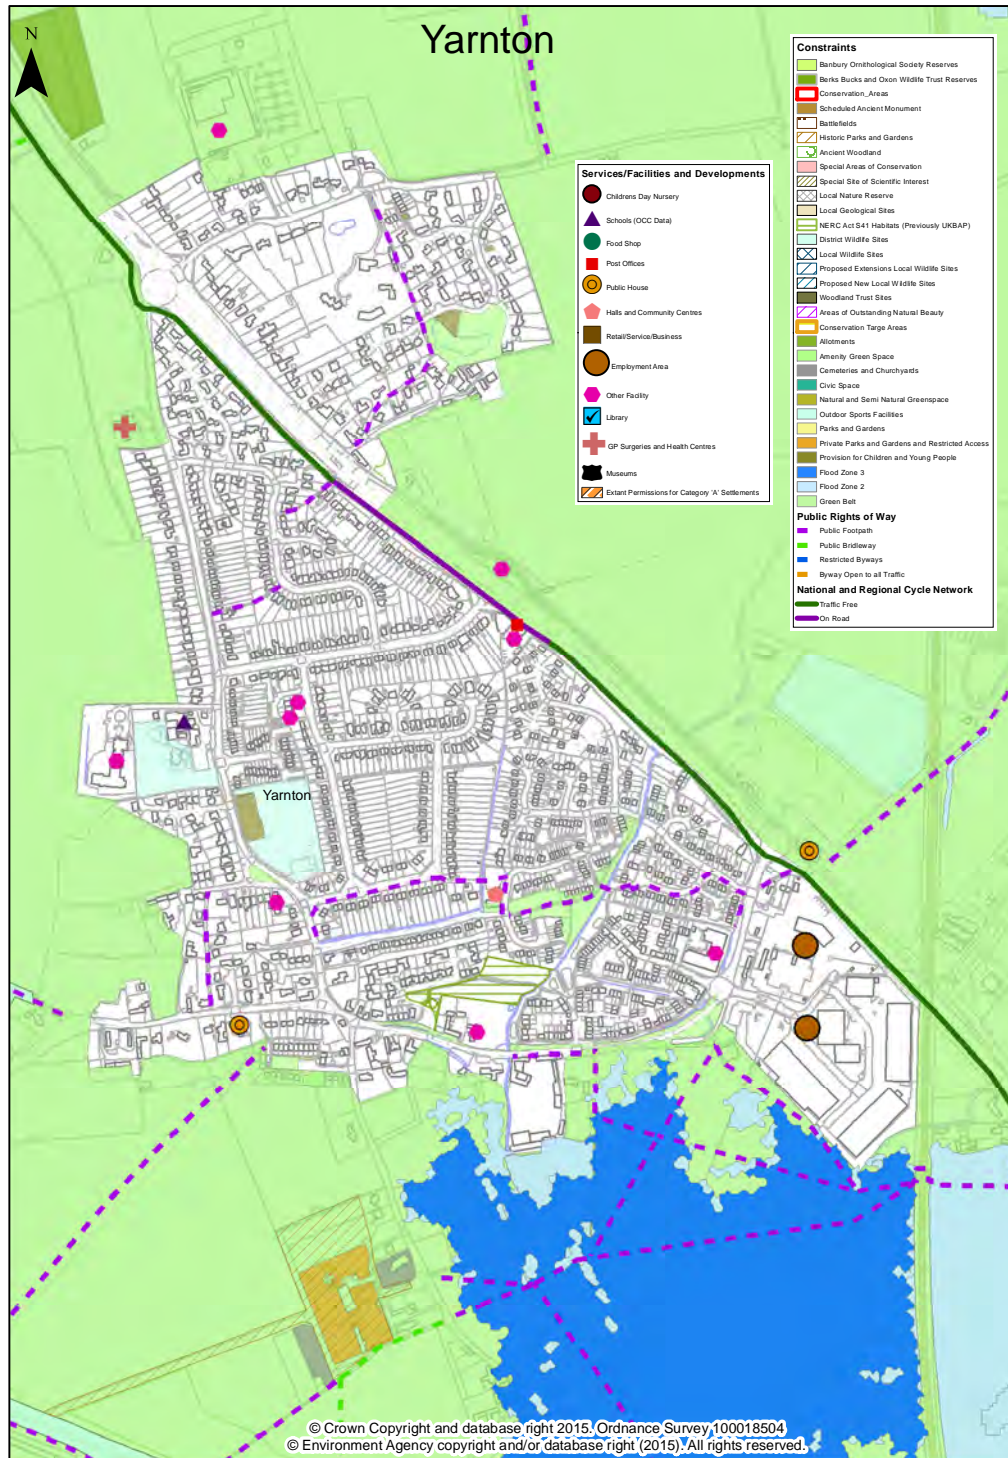 Yarnton
N
Constraints
Banbury Ornithological Society Reserves
Berks Bucks and Oxon Wildlife Trust Reserves
Conservation_Areas
Scheduled Ancient Monument
Battlefields
Historic Parks and Gardens
Ancient Woodland
Special Areas of Conservation
Special Site of Scientific Interest
Local Nature Reserve
Local Geological Sites
NERC Act S41 Habitats (Previously UKBAP)
District Wildlife Sites
Local Wildlife Sites
Proposed Extensions Local Wildlife Sites
Proposed New Local Wildlife Sites
Woodland Trust Sites
Areas of Outstanding Natural Beauty
Conservation Targe Areas
Allotments
Amenity Green Space
Cemeteries and Churchyards
Civic Space
Natural and Semi Natural Greenspace
Outdoor Sports Facilities
Parks and Gardens
Private Parks and Gardens and Restricted Access
Provision for Children and Young People
Flood Zone 3
Flood Zone 2
Green Belt
Public Rights of Way
Public Footpath
Public Bridleway
Restricted Byways
Byway Open to all Traffic
National and Regional Cycle Network
Traffic Free
On Road
Services/Facilities and Developments
Childrens Day Nursery
Schools (OCC Data)
Food Shop
Post Offices
Public House
Halls and Community Centres
Retail/Service/Business
Employment Area
Other Facility
Library
GP Surgeries and Health Centres
Museums
Extant Permissions for Category 'A' Settlements
Yarnton
© Crown Copyright and database right 2015. Ordnance Survey 100018504
© Environment Agency copyright and/or database right (2015). All rights reserved.